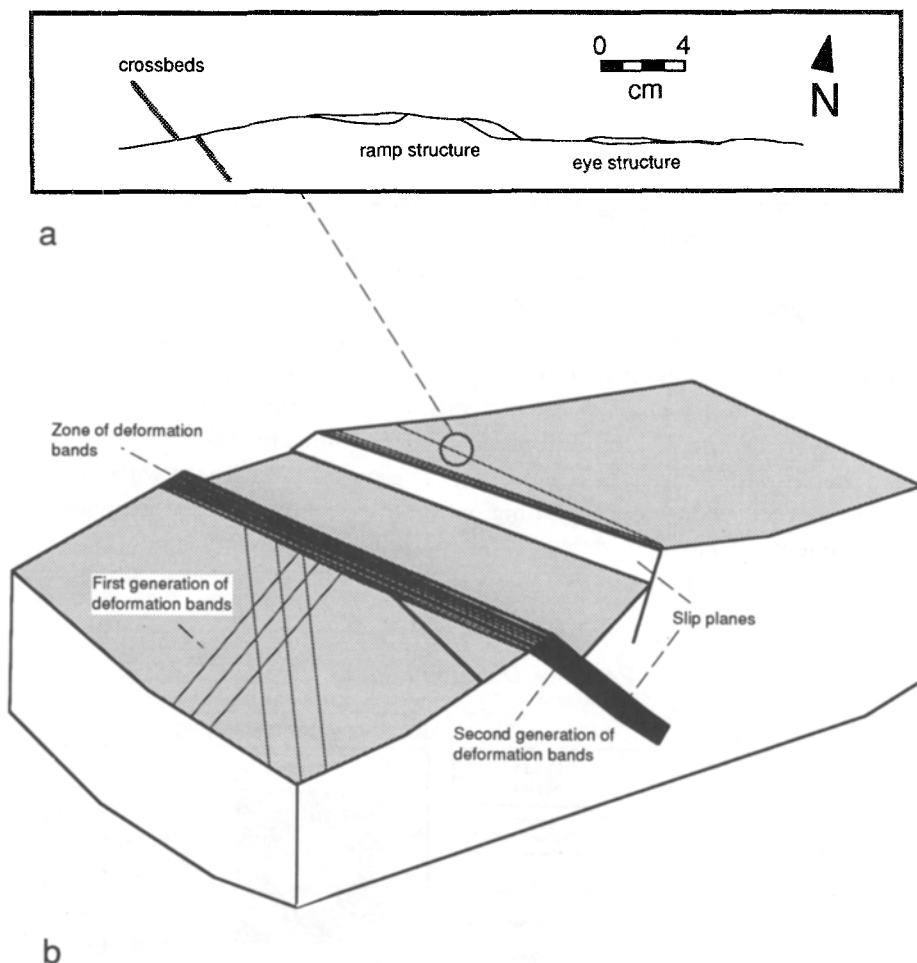 0 4
cm
N
crossbeds
ramp structure
eye structure
a
Zone of deformation
bands
First generation of
deformation bands
Slip planes
Second generation of
deformation bands
b